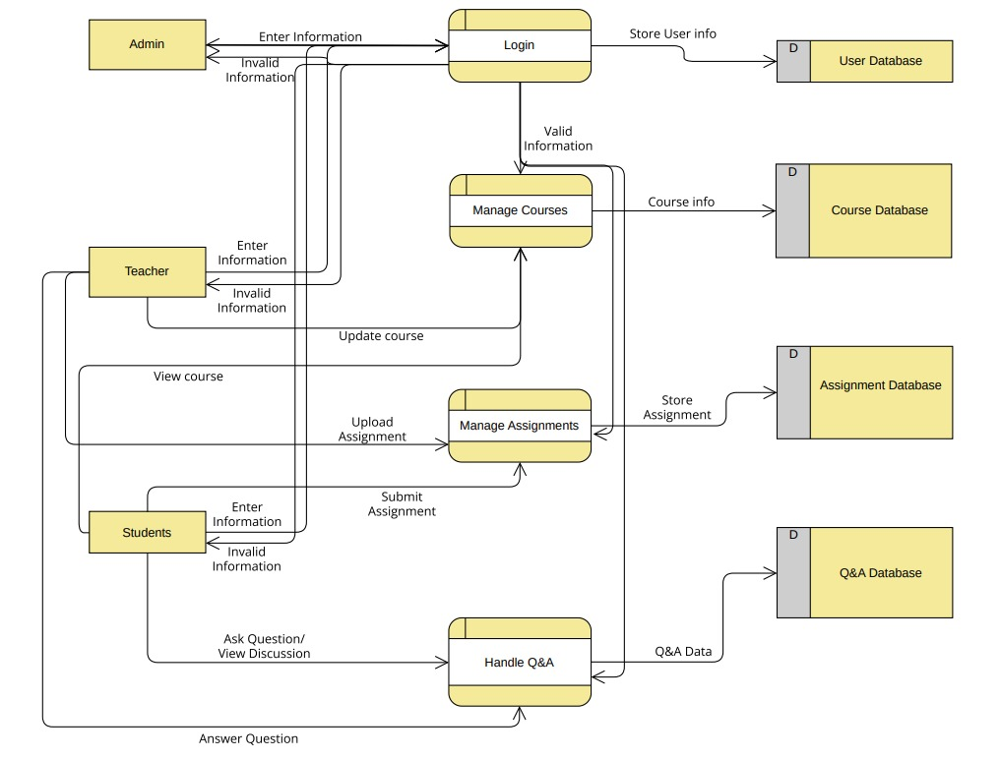 Admin
Enter Information
Login
Store User info
D
User Database
Invalid
Information
Valid
Information
D
Manage Courses
Course info
Course Database
Teacher
Enter
Information
Invalid
Information
Update course
View course
D
Assignment Database
Upload
Assignment
Manage Assignments
Store
Assignment
Submit
Assignment
Students
Enter
Information
Invalid
Information
D
Q&A Database
Ask Question/
View Discussion
Handle Q&A
Q&A Data
Answer Question